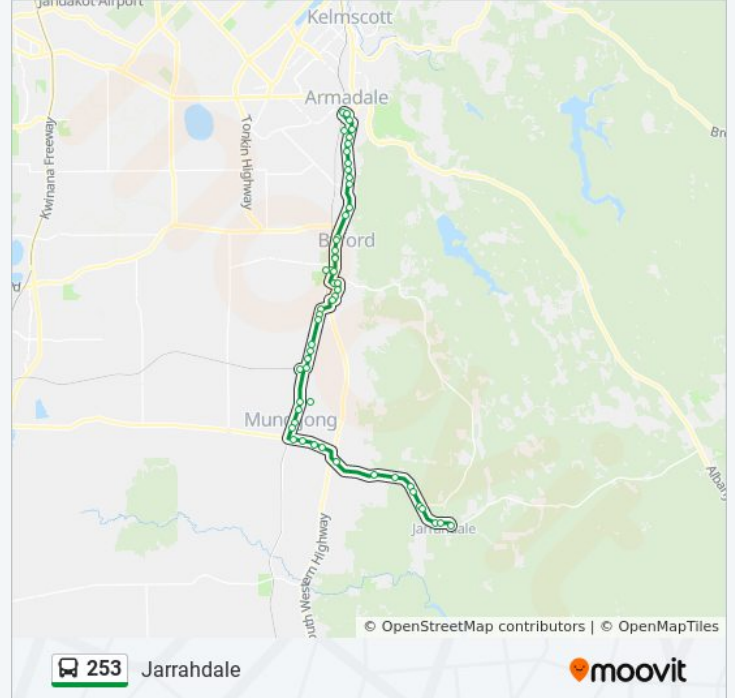 Jandakot Airport
Kelmscott
Armadale
Kwinana Freeway
Tonkin Highway
Byford
Mundijong
South Western Highway
Jarrahdale
Albany
© OpenStreetMap contributors | © OpenMapTiles
253 Jarrahdale
moovit